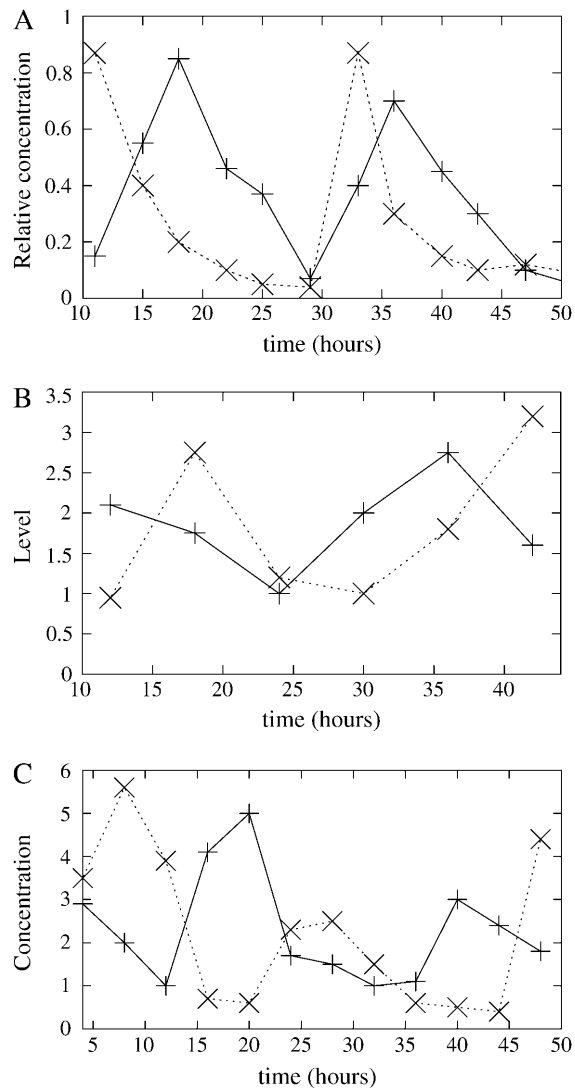 A
Relative concentration
1
0.8
0.6
0.4
0.2
0
10 15 20 25 30 35 40 45 50
time (hours)
B
Level
3.5
3
2.5
2
1.5
1
0.5
0
10 15 20 25 30 35 40
time (hours)
C
Concentration
6
5
4
3
2
1
0
5 10 15 20 25 30 35 40 45 50
time (hours)